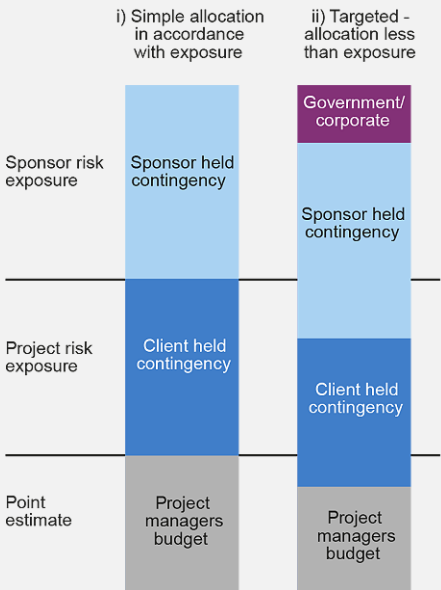 i) Simple allocation
in accordance
with exposure
ii) Targeted -
allocation less
than exposure
Government/
corporate
Sponsor risk
exposure
Sponsor held
contingency
Sponsor held
contingency
Project risk
exposure
Client held
contingency
Client held
contingency
Point
estimate
Project
managers
budget
Project
managers
budget